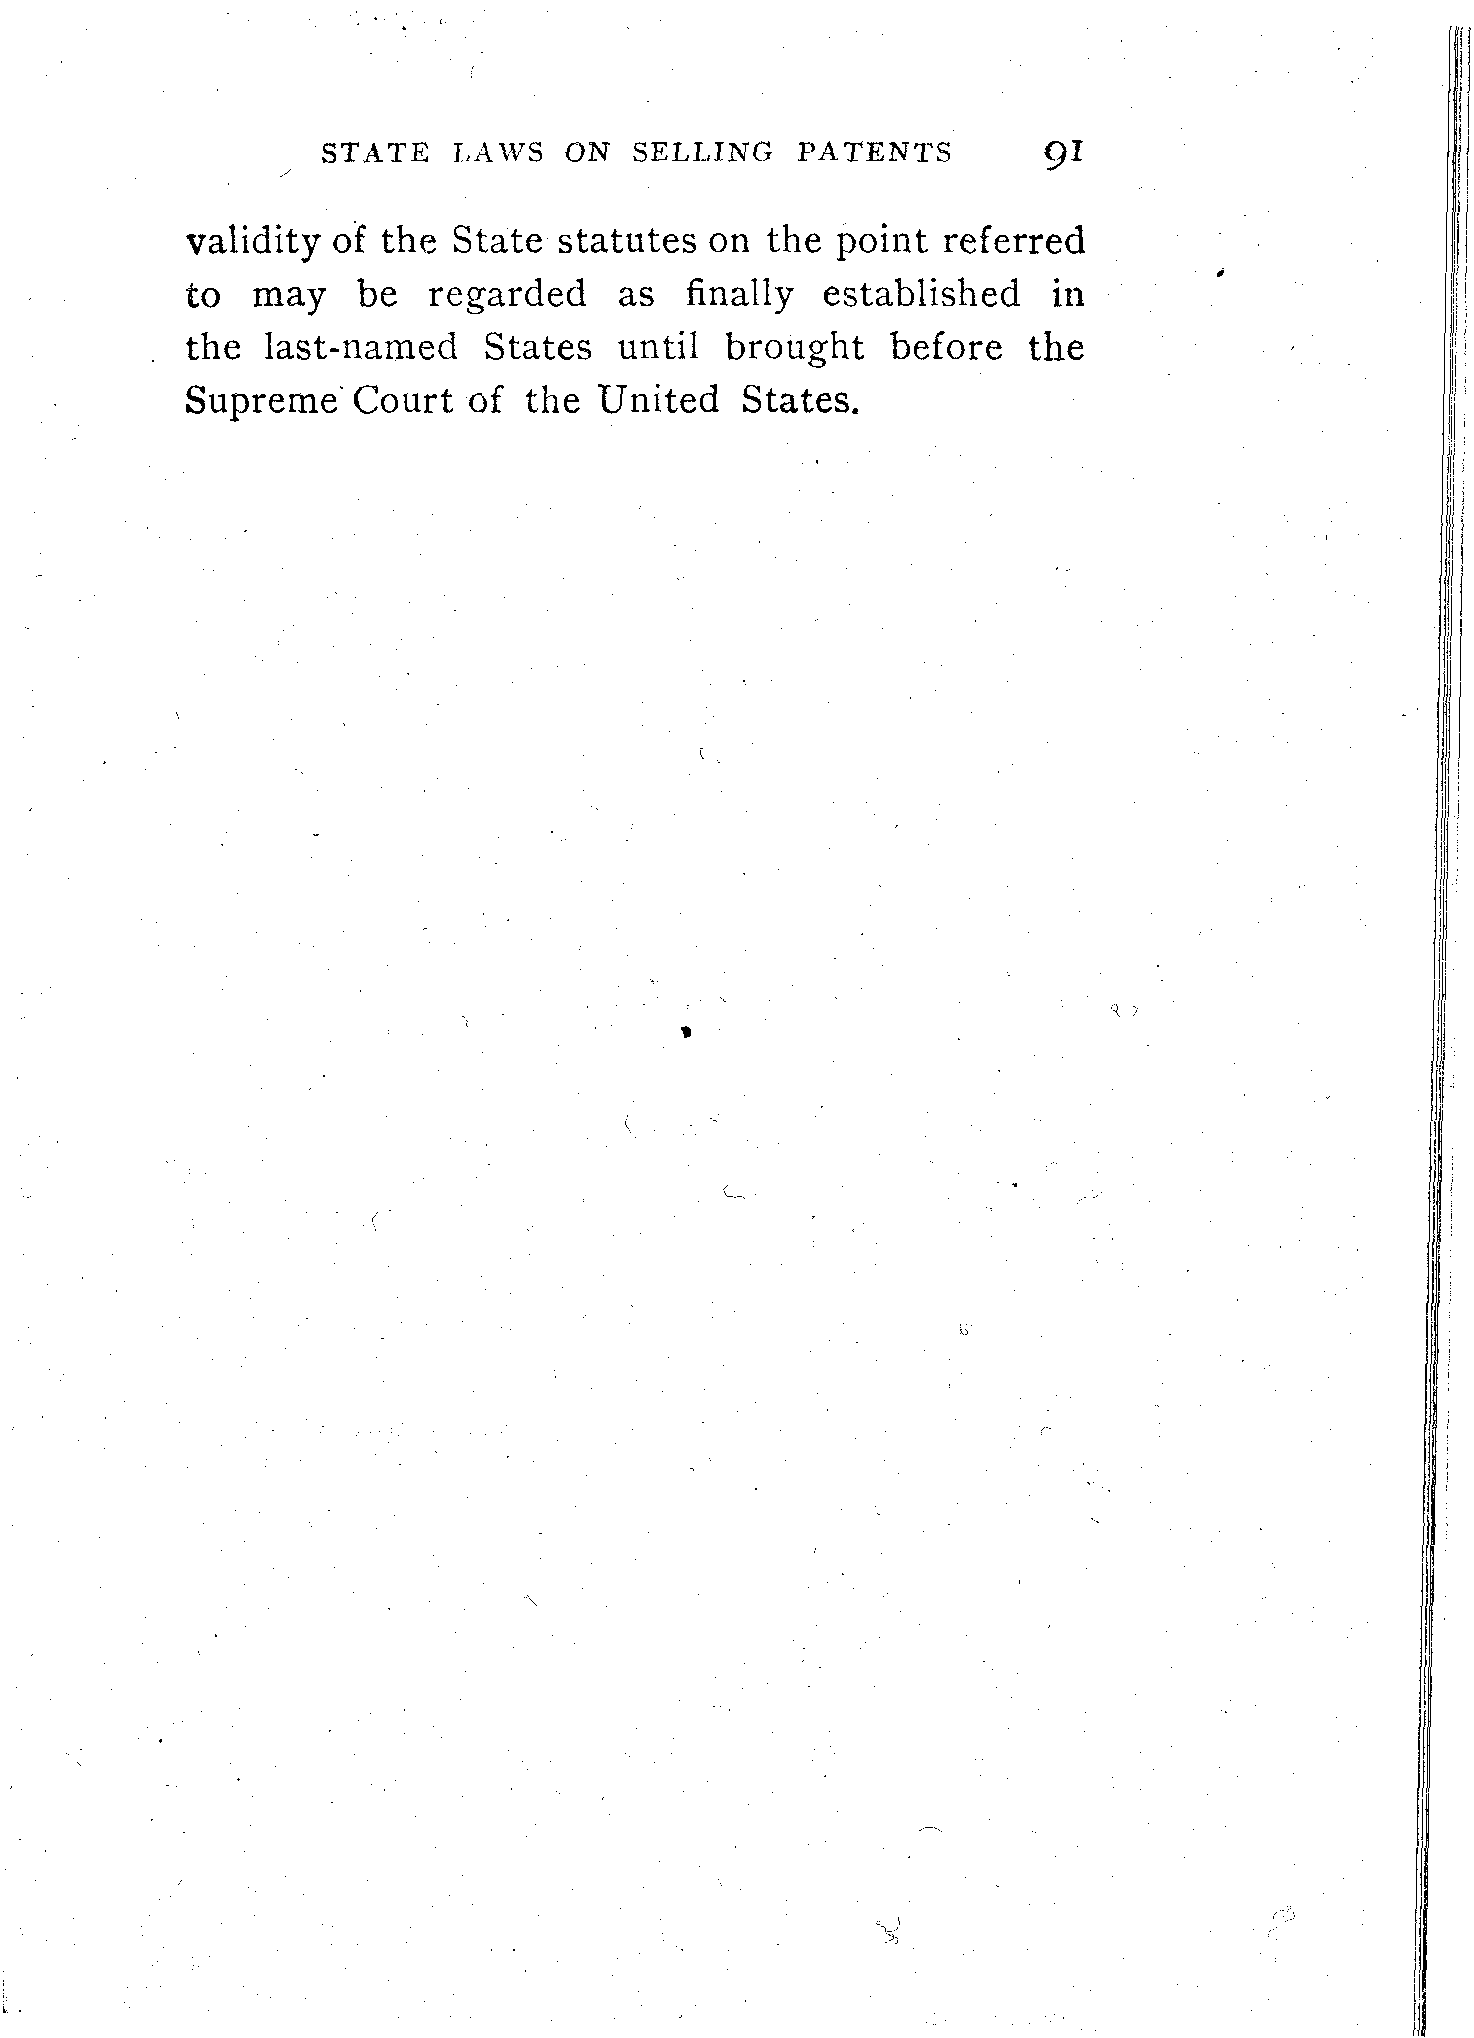 STATE LAWS ON SELLING PATENTS 91
validity of the State statutes on the point referred
to may be regarded as finally established in
the last-named States until brought before the
Supreme Court of the United States.